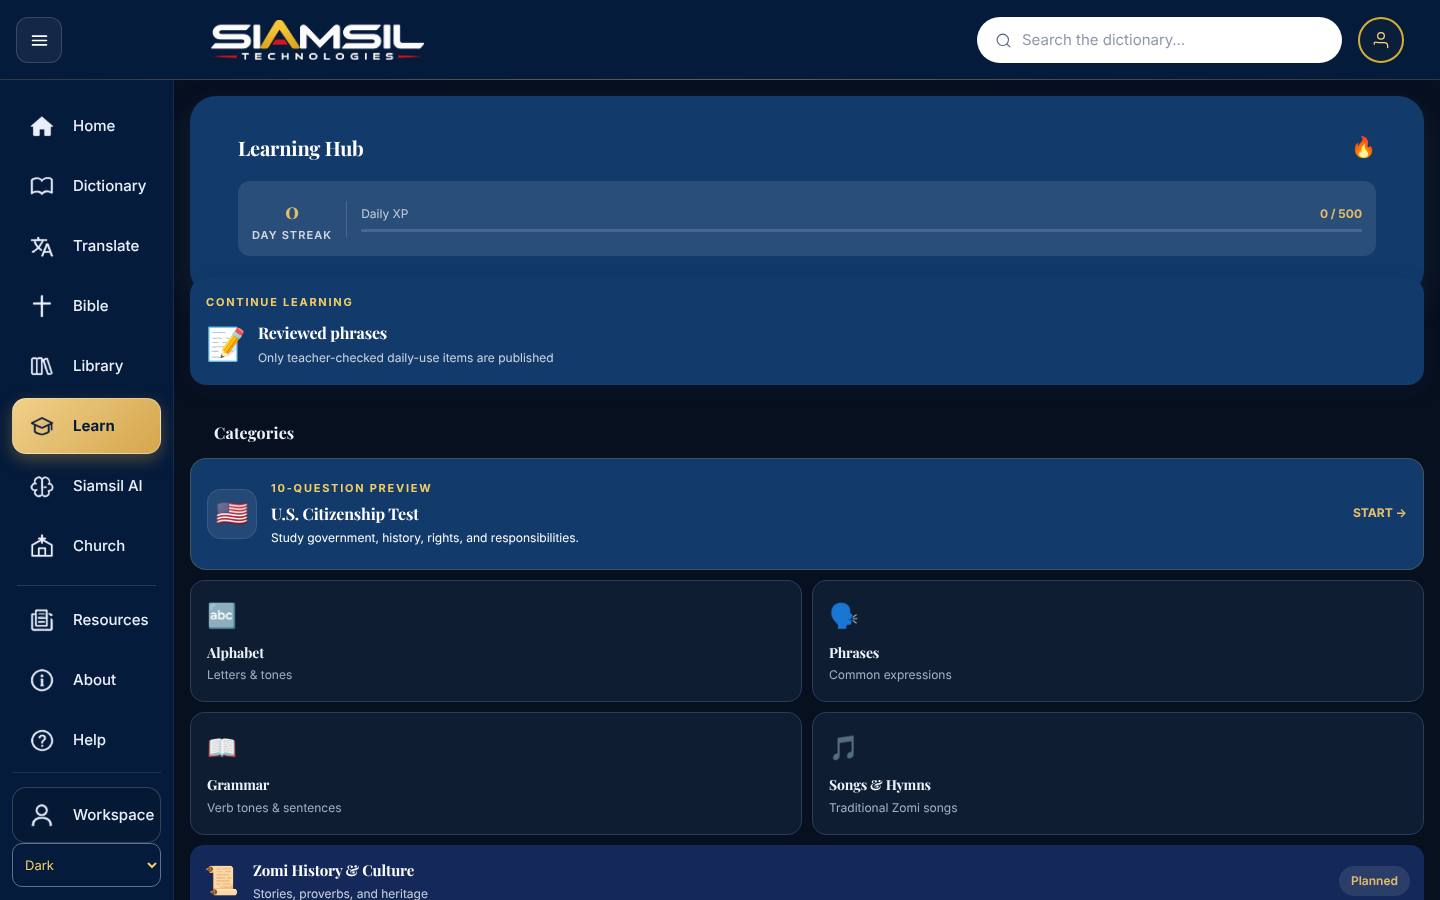 SIAMSIL
TECHNOLOGIES
Search the dictionary...
Home
Dictionary
Translate
Bible
Library
Learn
Siamsil AI
Church
Resources
About
Help
Workspace
Dark
Learning Hub
0
DAY STREAK
Daily XP
0 / 500
CONTINUE LEARNING
Reviewed phrases
Only teacher-checked daily-use items are published
Categories
10-QUESTION PREVIEW
U.S. Citizenship Test
Study government, history, rights, and responsibilities.
START →
abc
Alphabet
Letters & tones
Phrases
Common expressions
Grammar
Verb tones & sentences
Songs & Hymns
Traditional Zomi songs
Zomi History & Culture
Stories, proverbs, and heritage
Planned